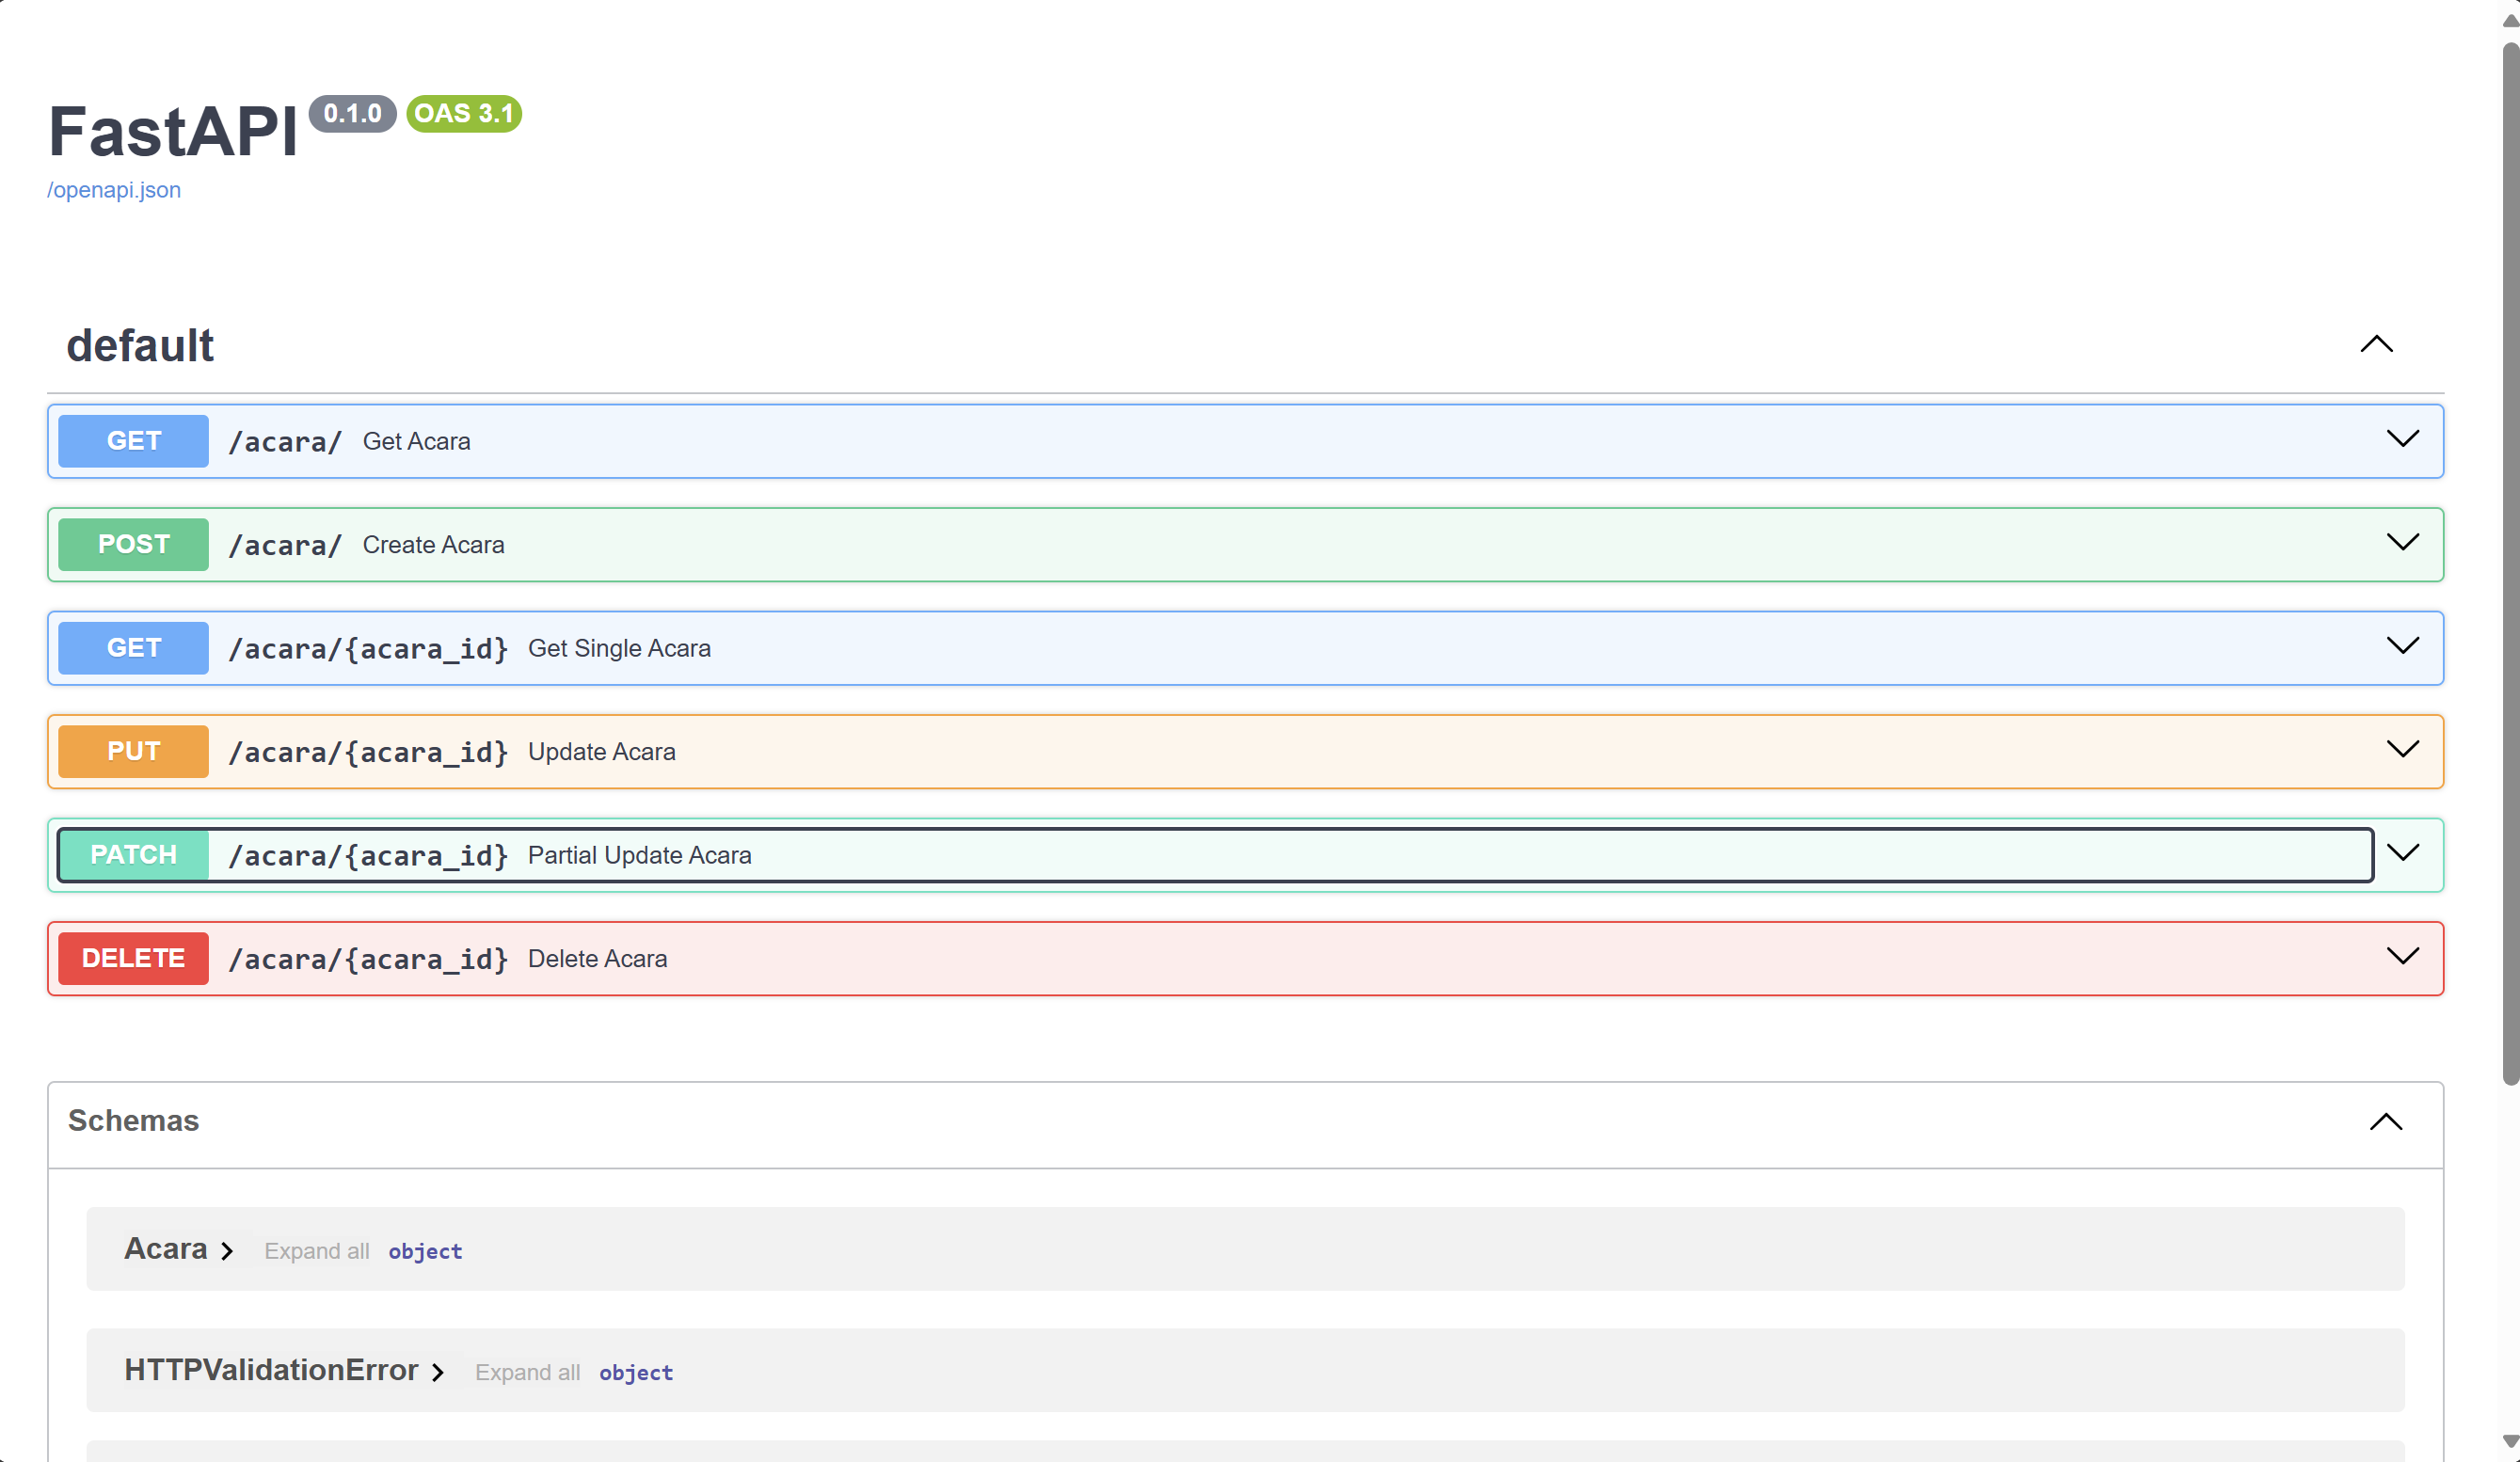 FastAPI 0.1.0 OAS 3.1
/openapi.json
default
GET /acara/ Get Acara
POST /acara/ Create Acara
GET /acara/{acara_id} Get Single Acara
PUT /acara/{acara_id} Update Acara
PATCH /acara/{acara_id} Partial Update Acara
DELETE /acara/{acara_id} Delete Acara
Schemas
Acara Expand all object
HTTPValidationError Expand all object